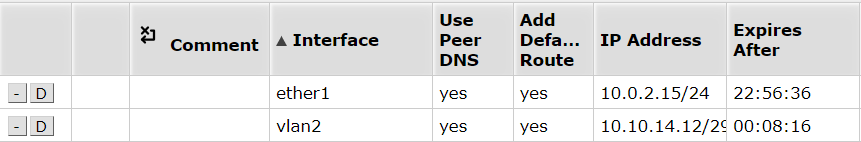 Comment ▲ Interface Use Peer DNS Add Defa... Route IP Address Expires After
- D ether1 yes yes 10.0.2.15/24 22:56:36
- D vlan2 yes yes 10.10.14.12/29 00:08:16